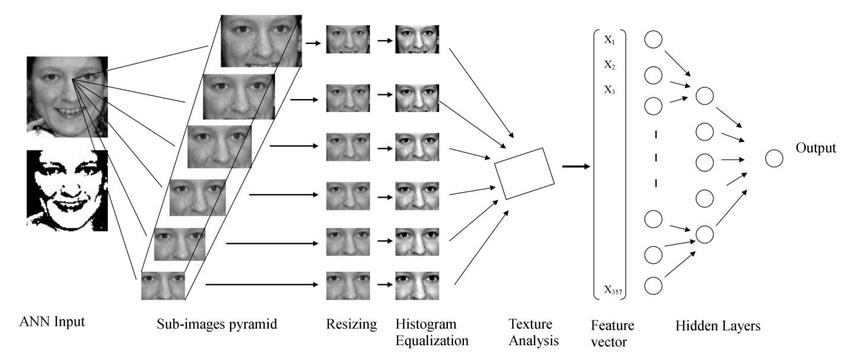 X1
X2
X3
X357
Output
ANN Input
Sub-images pyramid
Resizing
Histogram
Equalization
Texture
Analysis
Feature
vector
Hidden Layers